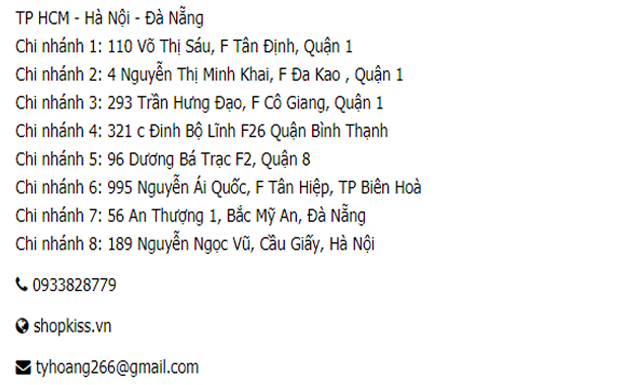 TP HCM - Hà Nội - Đà Nẵng
Chi nhánh 1: 110 Võ Thị Sáu, F Tân Định, Quận 1
Chi nhánh 2: 4 Nguyễn Thị Minh Khai, F Đa Kao , Quận 1
Chi nhánh 3: 293 Trần Hưng Đạo, F Cô Giang, Quận 1
Chi nhánh 4: 321 c Đinh Bộ Lĩnh F26 Quận Bình Thạnh
Chi nhánh 5: 96 Dương Bá Trạc F2, Quận 8
Chi nhánh 6: 995 Nguyễn Ái Quốc, F Tân Hiệp, TP Biên Hoà
Chi nhánh 7: 56 An Thượng 1, Bắc Mỹ An, Đà Nẵng
Chi nhánh 8: 189 Nguyễn Ngọc Vũ, Cầu Giấy, Hà Nội
0933828779
shopkiss.vn
tyhoang266@gmail.com